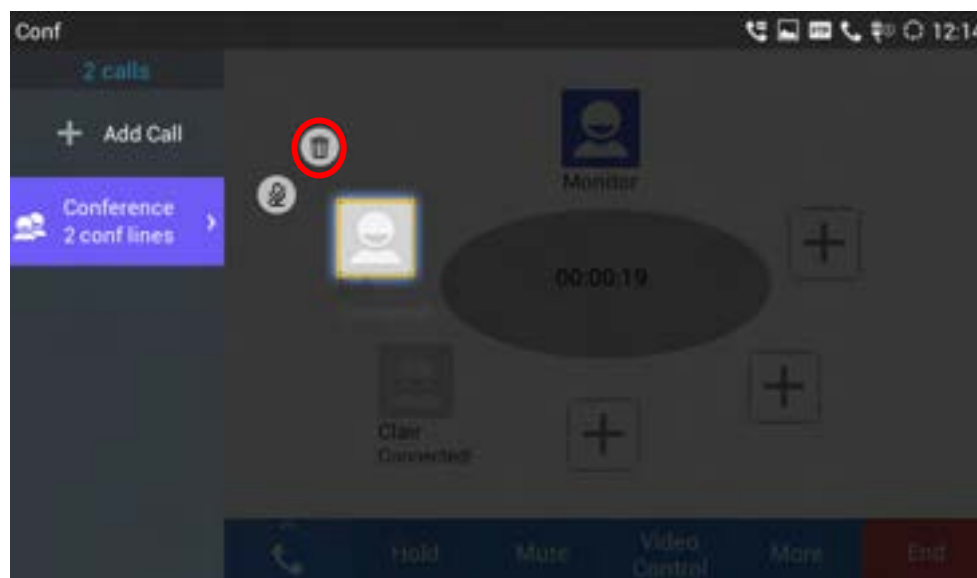 Conf
12:14
2 calls
+ Add Call
Conference
2 conf lines
Monitor
00:00:19
Clair
Connected
Hold
Mute
Video
Control
More
End